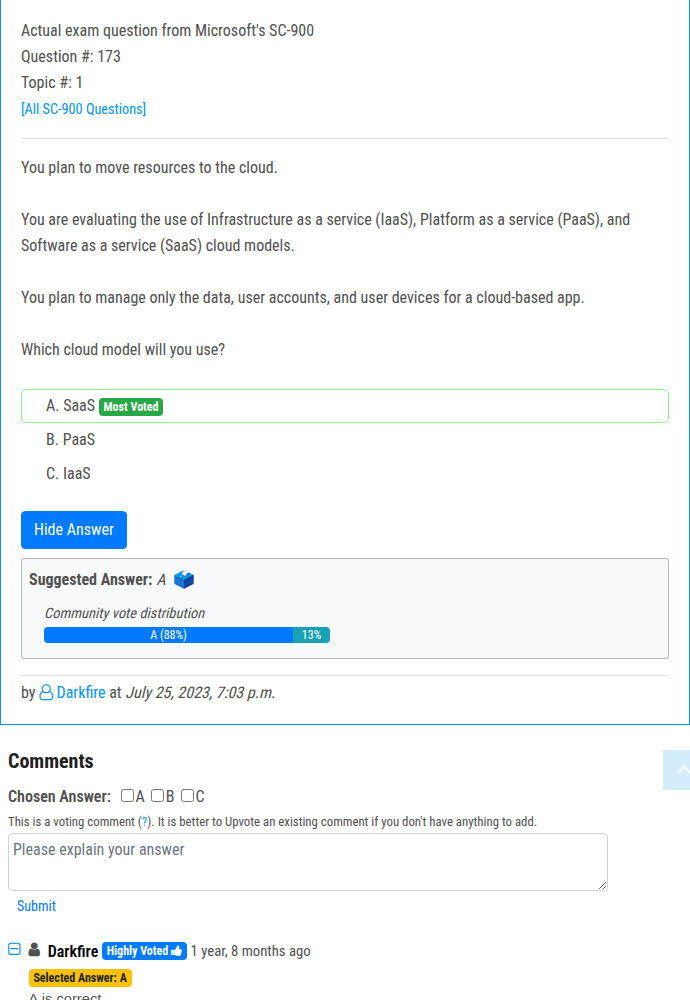 Actual exam question from Microsoft's SC-900
Question #: 173
Topic #: 1
[All SC-900 Questions]
You plan to move resources to the cloud.
You are evaluating the use of Infrastructure as a service (IaaS), Platform as a service (PaaS), and
Software as a service (SaaS) cloud models.
You plan to manage only the data, user accounts, and user devices for a cloud-based app.
Which cloud model will you use?
A. SaaS Most Voted
B. PaaS
C. IaaS
Hide Answer
Suggested Answer: A
Community vote distribution
A (88%) 13%
by Darkfire at July 25, 2023, 7:03 p.m.
Comments
Chosen Answer: A B C
This is a voting comment (?). It is better to Upvote an existing comment if you don't have anything to add.
Please explain your answer
Submit
Darkfire Highly Voted 1 year, 8 months ago
Selected Answer: A
A is correct